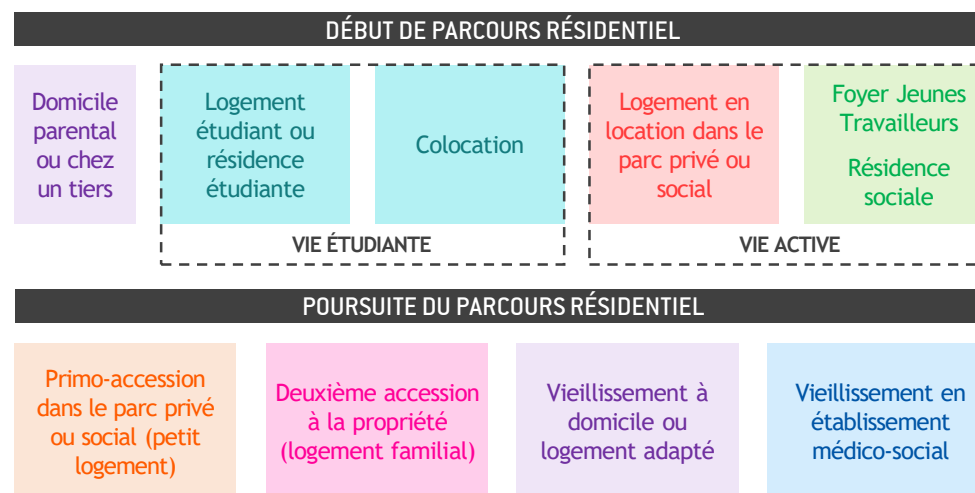 DÉBUT DE PARCOURS RÉSIDENTIEL
Domicile
parental
ou chez
un tiers
Logement
étudiant ou
résidence
étudiante
Colocation
VIE ÉTUDIANTE
Logement en
location dans le
parc privé ou
social
Foyer Jeunes
Travailleurs
Résidence
sociale
VIE ACTIVE
POURSUITE DU PARCOURS RÉSIDENTIEL
Primo-accession
dans le parc privé
ou social (petit
logement)
Deuxième accession
à la propriété
(logement familial)
Vieillissement à
domicile ou
logement adapté
Vieillissement en
établissement
médico-social